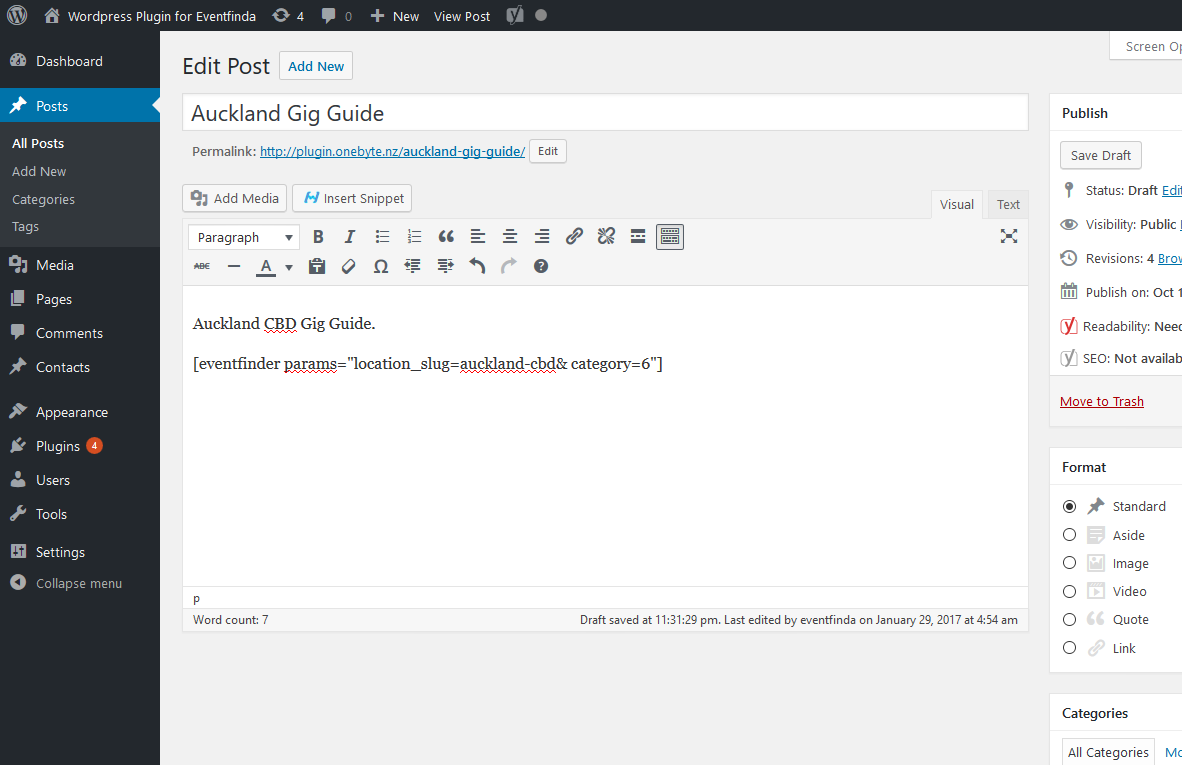 Wordpress Plugin for Eventfinda 4 0 New View Post
Screen Op
Dashboard
Posts
All Posts
Add New
Categories
Tags
Media
Pages
Comments
Contacts
Appearance
Plugins 4
Users
Tools
Settings
Collapse menu
Edit Post Add New
Auckland Gig Guide
Permalink: http://plugin.onebyte.nz/auckland-gig-guide/ Edit
Add Media Insert Snippet
Visual Text
Paragraph B I
ABC A Ω
Auckland CBD Gig Guide.
[eventfinder params="location_slug=auckland-cbd& category=6"]
p
Word count: 7 Draft saved at 11:31:29 pm. Last edited by eventfinda on January 29, 2017 at 4:54 am
Publish
Save Draft
Status: Draft Edit
Visibility: Public
Revisions: 4 Brow
Publish on: Oct 1
Readability: Need
SEO: Not availab
Move to Trash
Format
Standard
Aside
Image
Video
Quote
Link
Categories
All Categories Mo